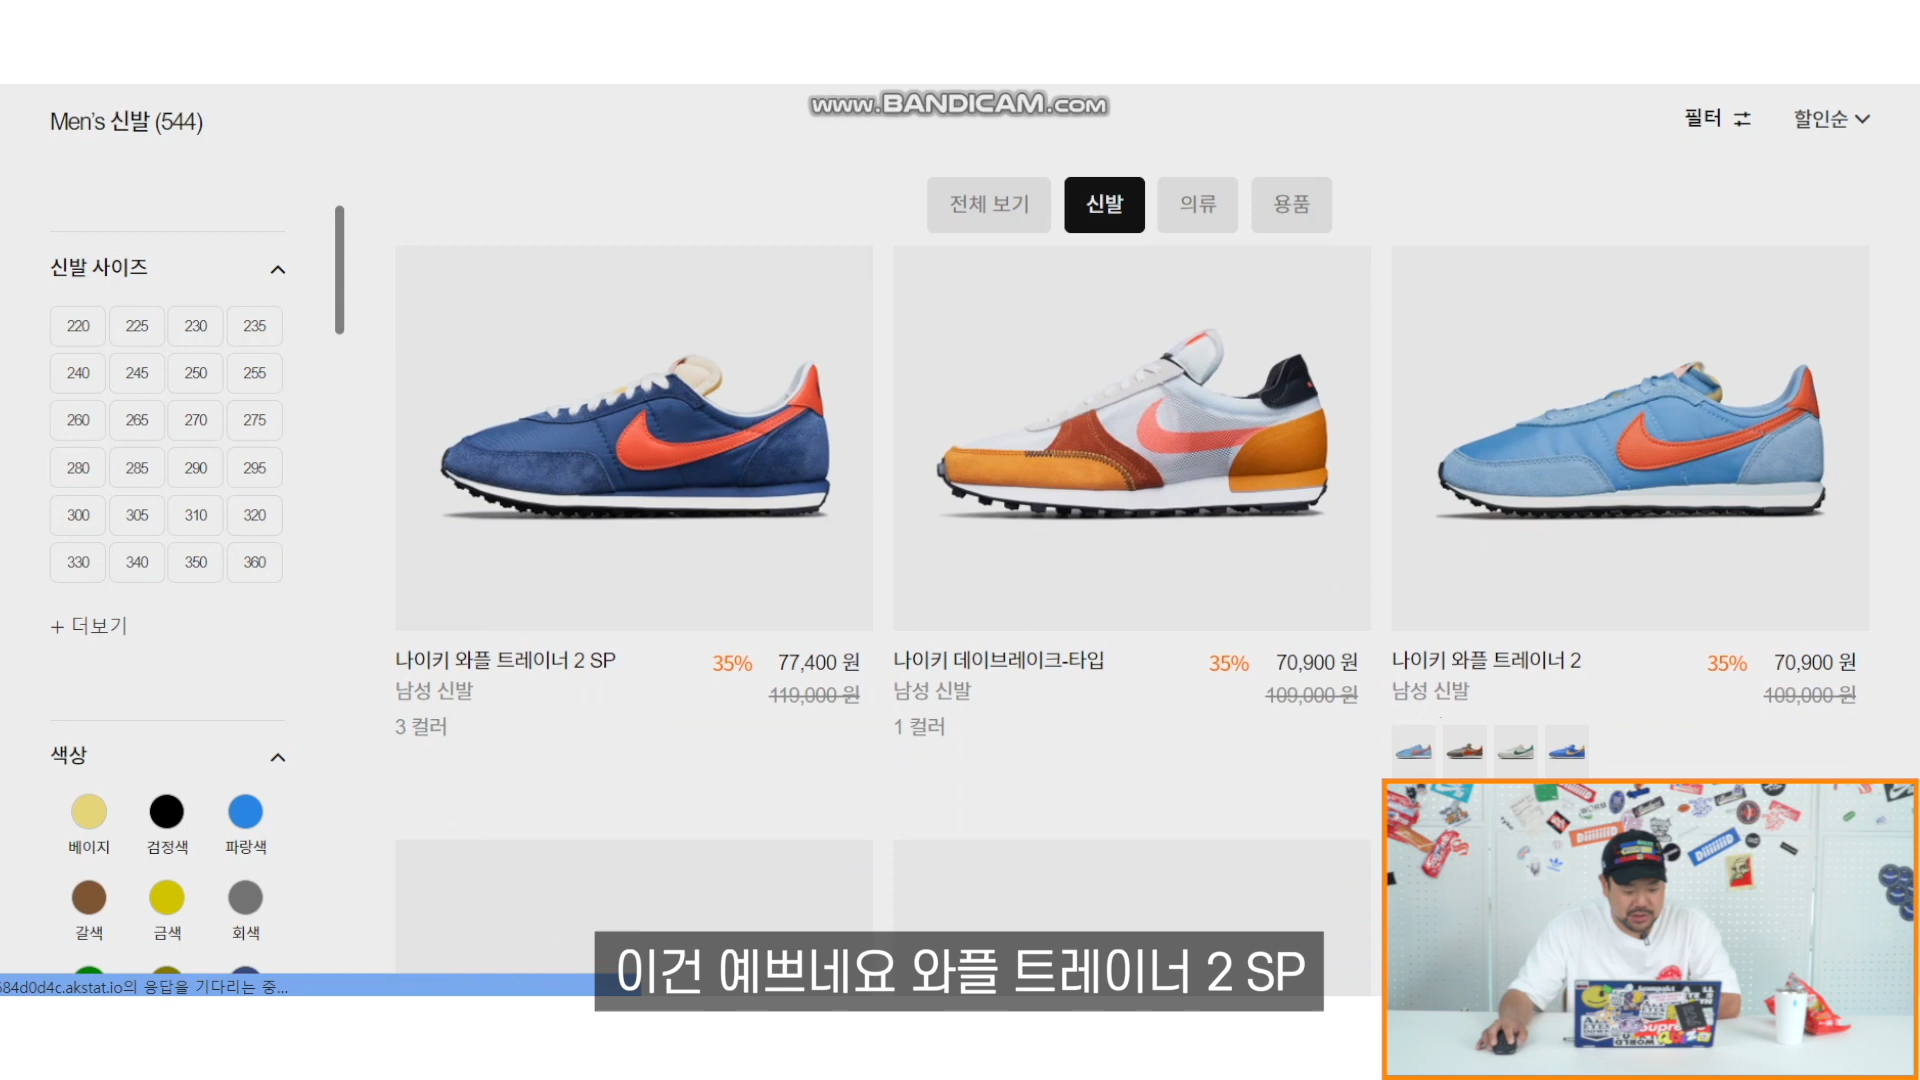 www.BANDICAM.com
Men's 신발 (544)
필터
할인순
전체 보기
신발
의류
용품
신발 사이즈
220 225 230 235
240 245 250 255
260 265 270 275
280 285 290 295
300 305 310 320
330 340 350 360
+ 더보기
색상
베이지 검정색 파랑색
갈색 금색 회색
나이키 와플 트레이너 2 SP
35% 77,400 원
남성 신발
119,000 원
3 컬러
나이키 데이브레이크-타입
35% 70,900 원
남성 신발
109,000 원
1 컬러
나이키 와플 트레이너 2
35% 70,900 원
남성 신발
109,000 원
684d0d4c.akstat.io의 응답을 기다리는 중...
이건 예쁘네요 와플 트레이너 2 SP